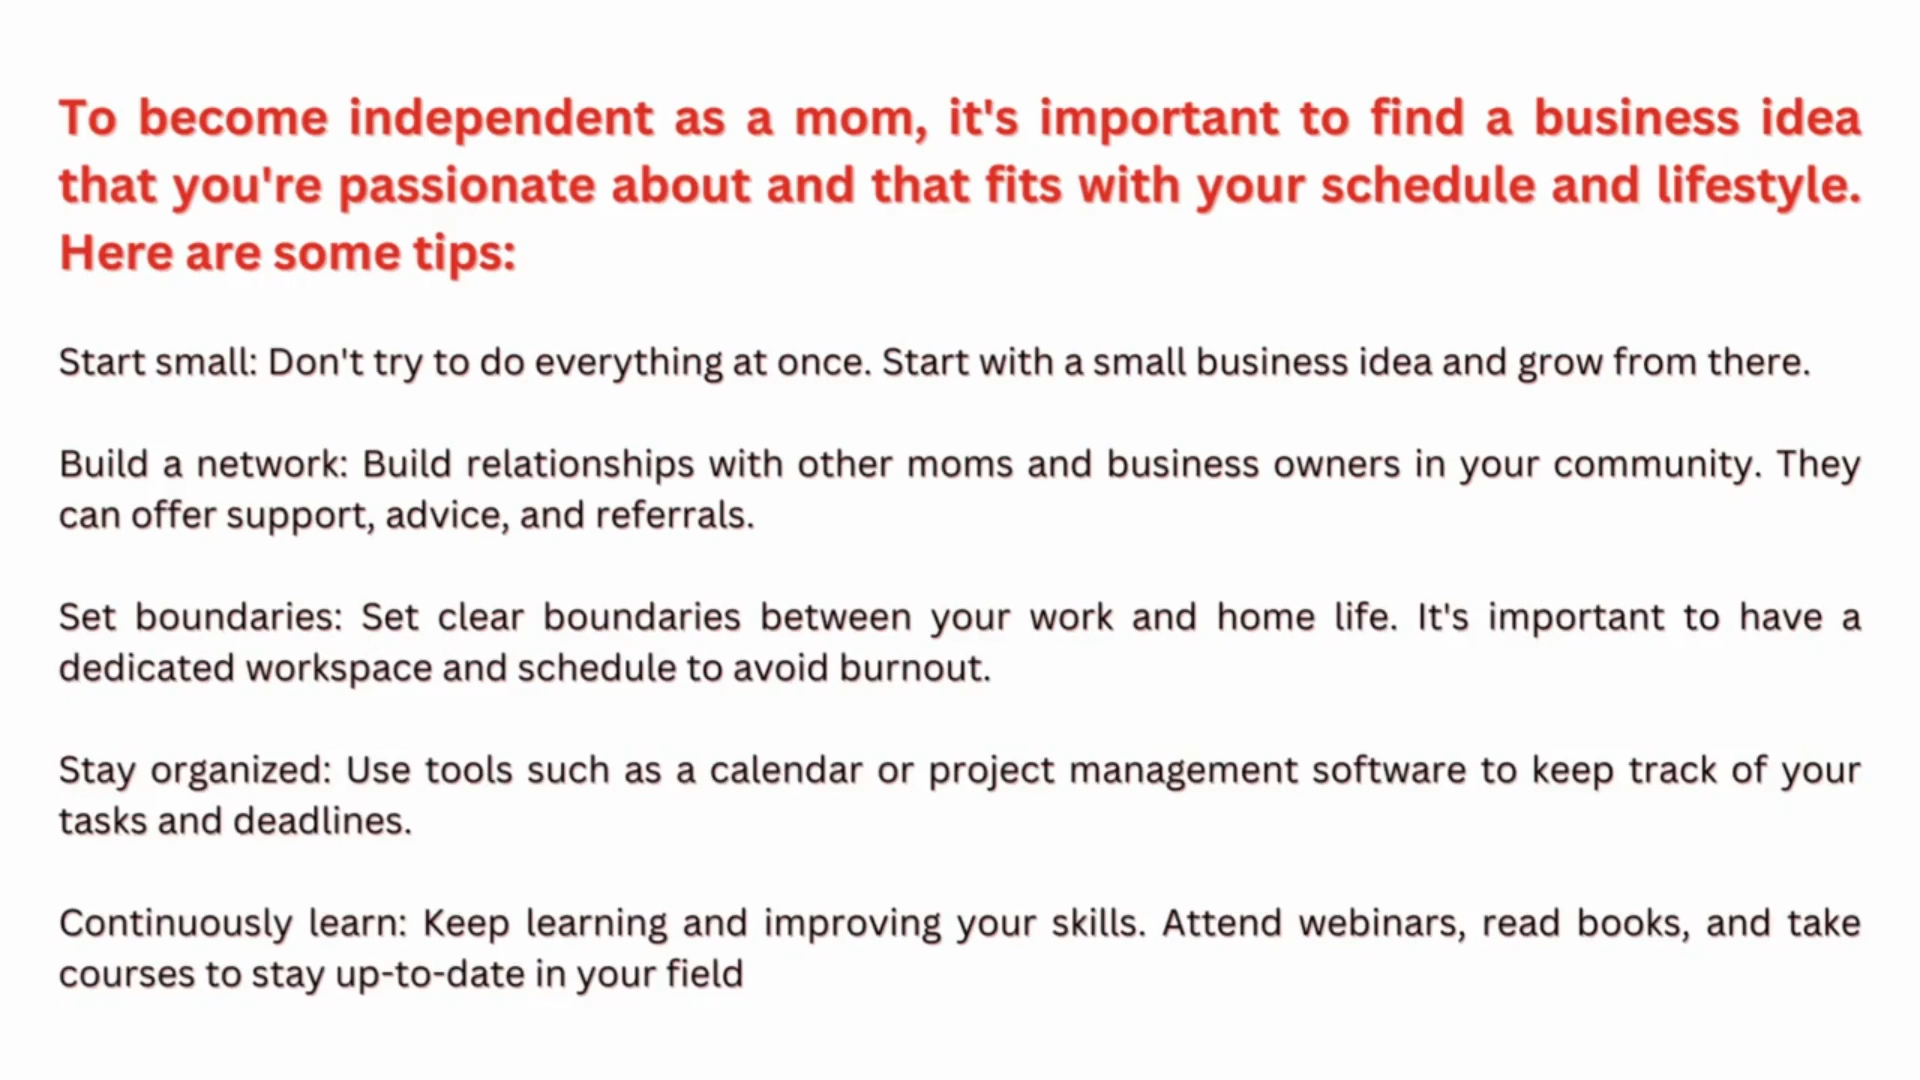 To become independent as a mom, it's important to find a business idea
that you're passionate about and that fits with your schedule and lifestyle.
Here are some tips:
Start small: Don't try to do everything at once. Start with a small business idea and grow from there.
Build a network: Build relationships with other moms and business owners in your community. They
can offer support, advice, and referrals.
Set boundaries: Set clear boundaries between your work and home life. It's important to have a
dedicated workspace and schedule to avoid burnout.
Stay organized: Use tools such as a calendar or project management software to keep track of your
tasks and deadlines.
Continuously learn: Keep learning and improving your skills. Attend webinars, read books, and take
courses to stay up-to-date in your field